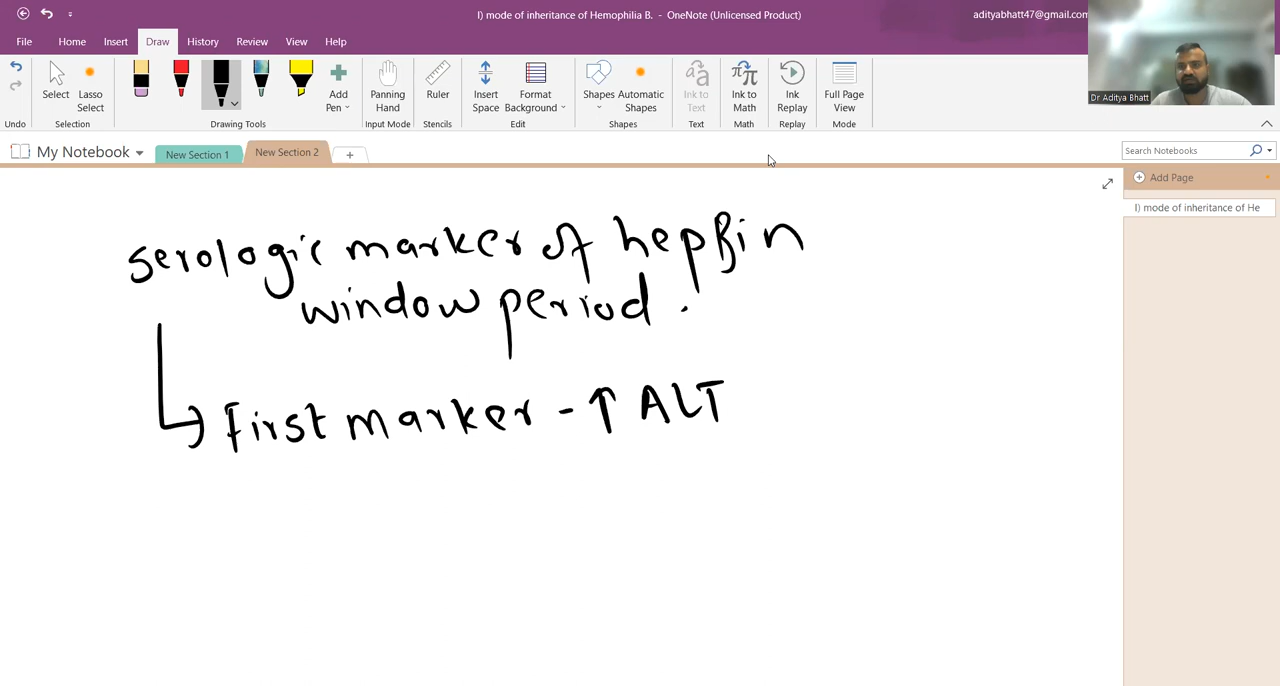 I) mode of inheritance of Hemophilia B. - OneNote (Unlicensed Product)
adityabhatt47@gmail.com
File Home Insert Draw History Review View Help
Select
Lasso Select
Add Pen
Panning Hand
Ruler
Insert Space
Format Background
Shapes
Automatic Shapes
Ink to Text
Ink to Math
Ink Replay
Full Page View
Undo Selection Drawing Tools Input Mode Stencils Edit Shapes Text Math Replay Mode
Dr Aditya Bhatt
My Notebook New Section 1 New Section 2
Search Notebooks
Add Page
I) mode of inheritance of He
serologic marker of hep B in
window period.
First marker - ↑ ALT